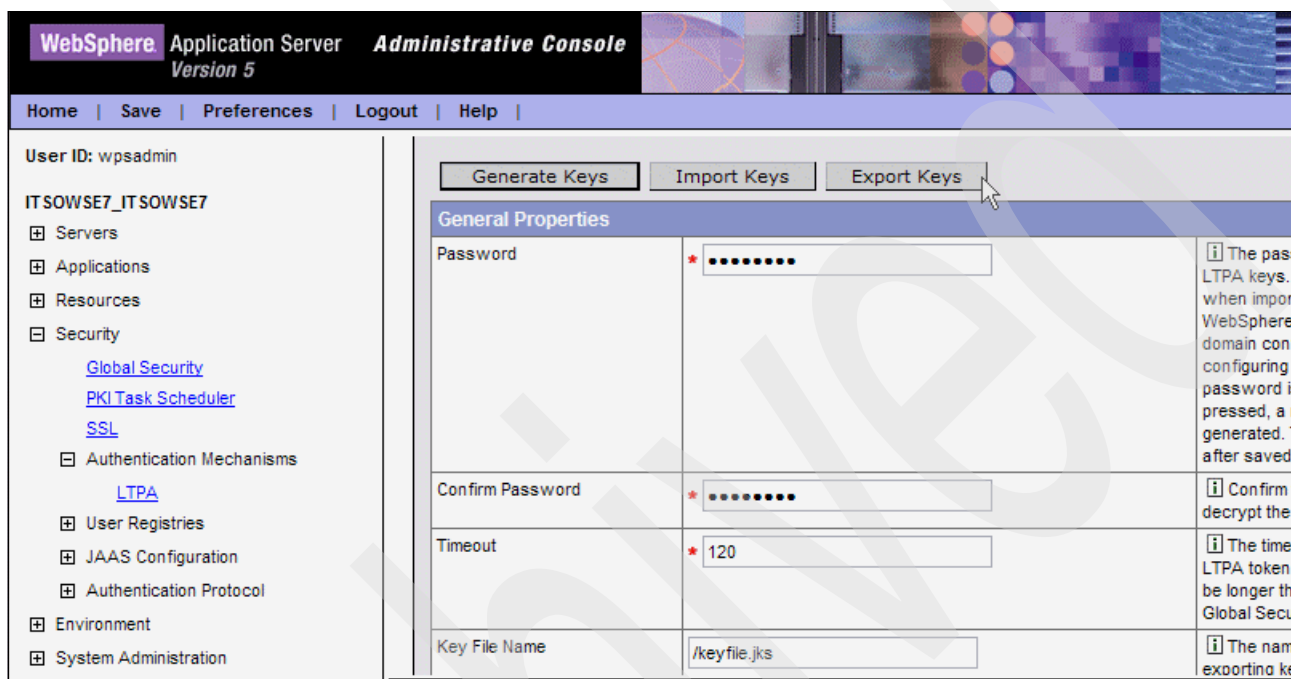 WebSphere Application Server Administrative Console
Version 5
Home | Save | Preferences | Logout | Help |
User ID: wpsadmin
ITSOWSE7_ITSOWSE7
Servers
Applications
Resources
Security
Global Security
PKI Task Scheduler
SSL
Authentication Mechanisms
LTPA
User Registries
JAAS Configuration
Authentication Protocol
Environment
System Administration
Generate Keys Import Keys Export Keys
General Properties
Password
* ••••••••
The pas
LTPA keys.
when impor
WebSphere
domain con
configuring
password i
pressed, a
generated.
after saved
Confirm Password
* ••••••••
Confirm
decrypt the
Timeout
* 120
The time
LTPA token
be longer th
Global Secu
Key File Name
/keyfile.jks
The nam
exporting ke